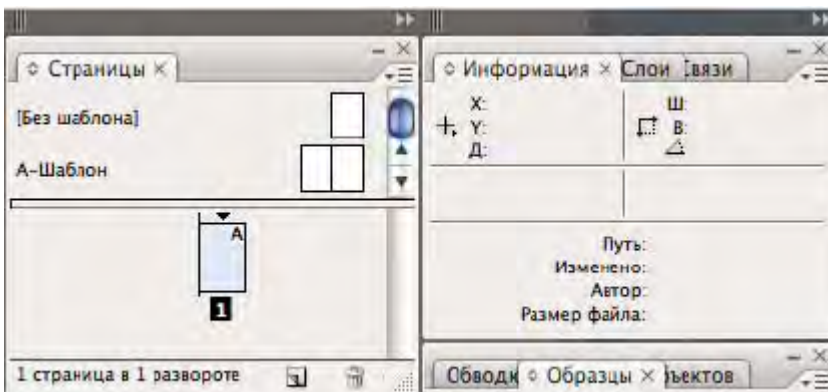 Страницы
[Без шаблона]
А-Шаблон
A
1
1 страница в 1 развороте
Информация Слои
X: Ш:
Y: В:
Д:
Путь:
Изменено:
Автор:
Размер файла:
Образцы